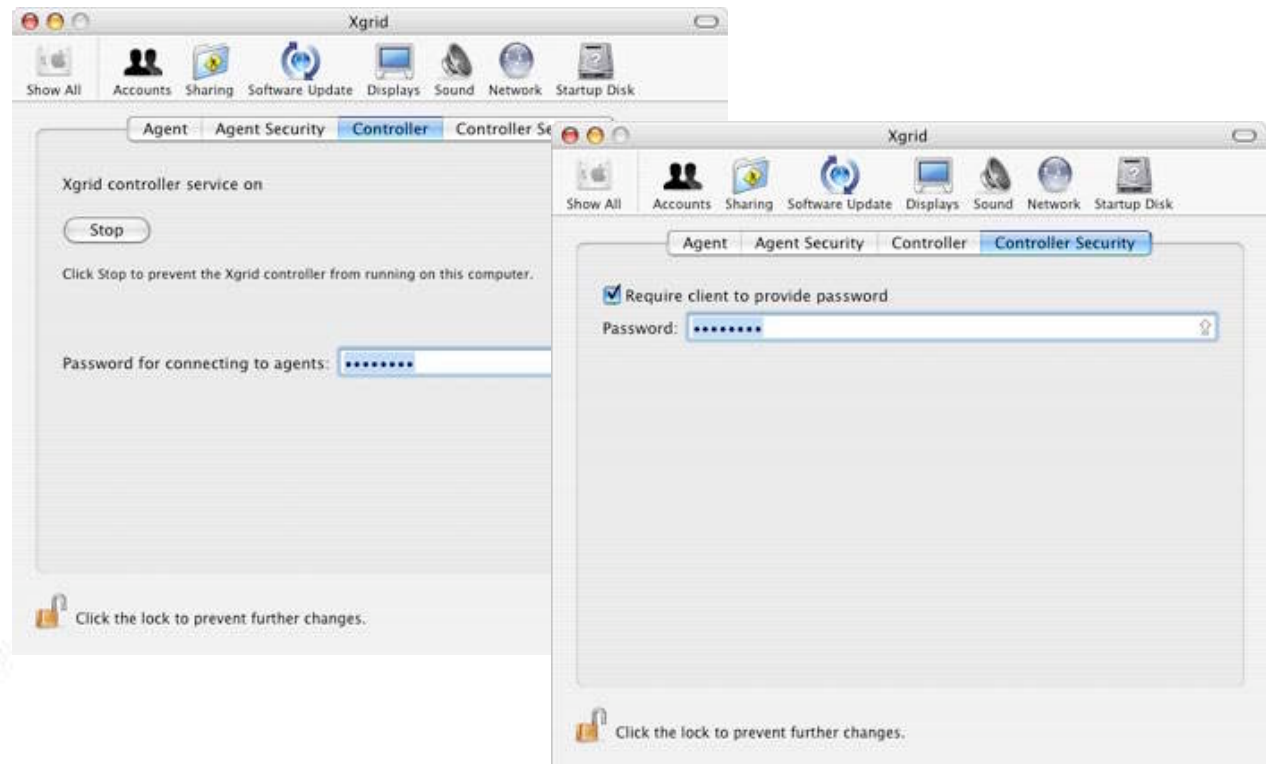 Xgrid
Show All Accounts Sharing Software Update Displays Sound Network Startup Disk
Agent Agent Security Controller Controller
Xgrid controller service on
Stop
Click Stop to prevent the Xgrid controller from running on this computer.
Password for connecting to agents: ••••••••
Click the lock to prevent further changes.
Xgrid
Show All Accounts Sharing Software Update Displays Sound Network Startup Disk
Agent Agent Security Controller Controller Security
Require client to provide password
Password: ••••••••
Click the lock to prevent further changes.